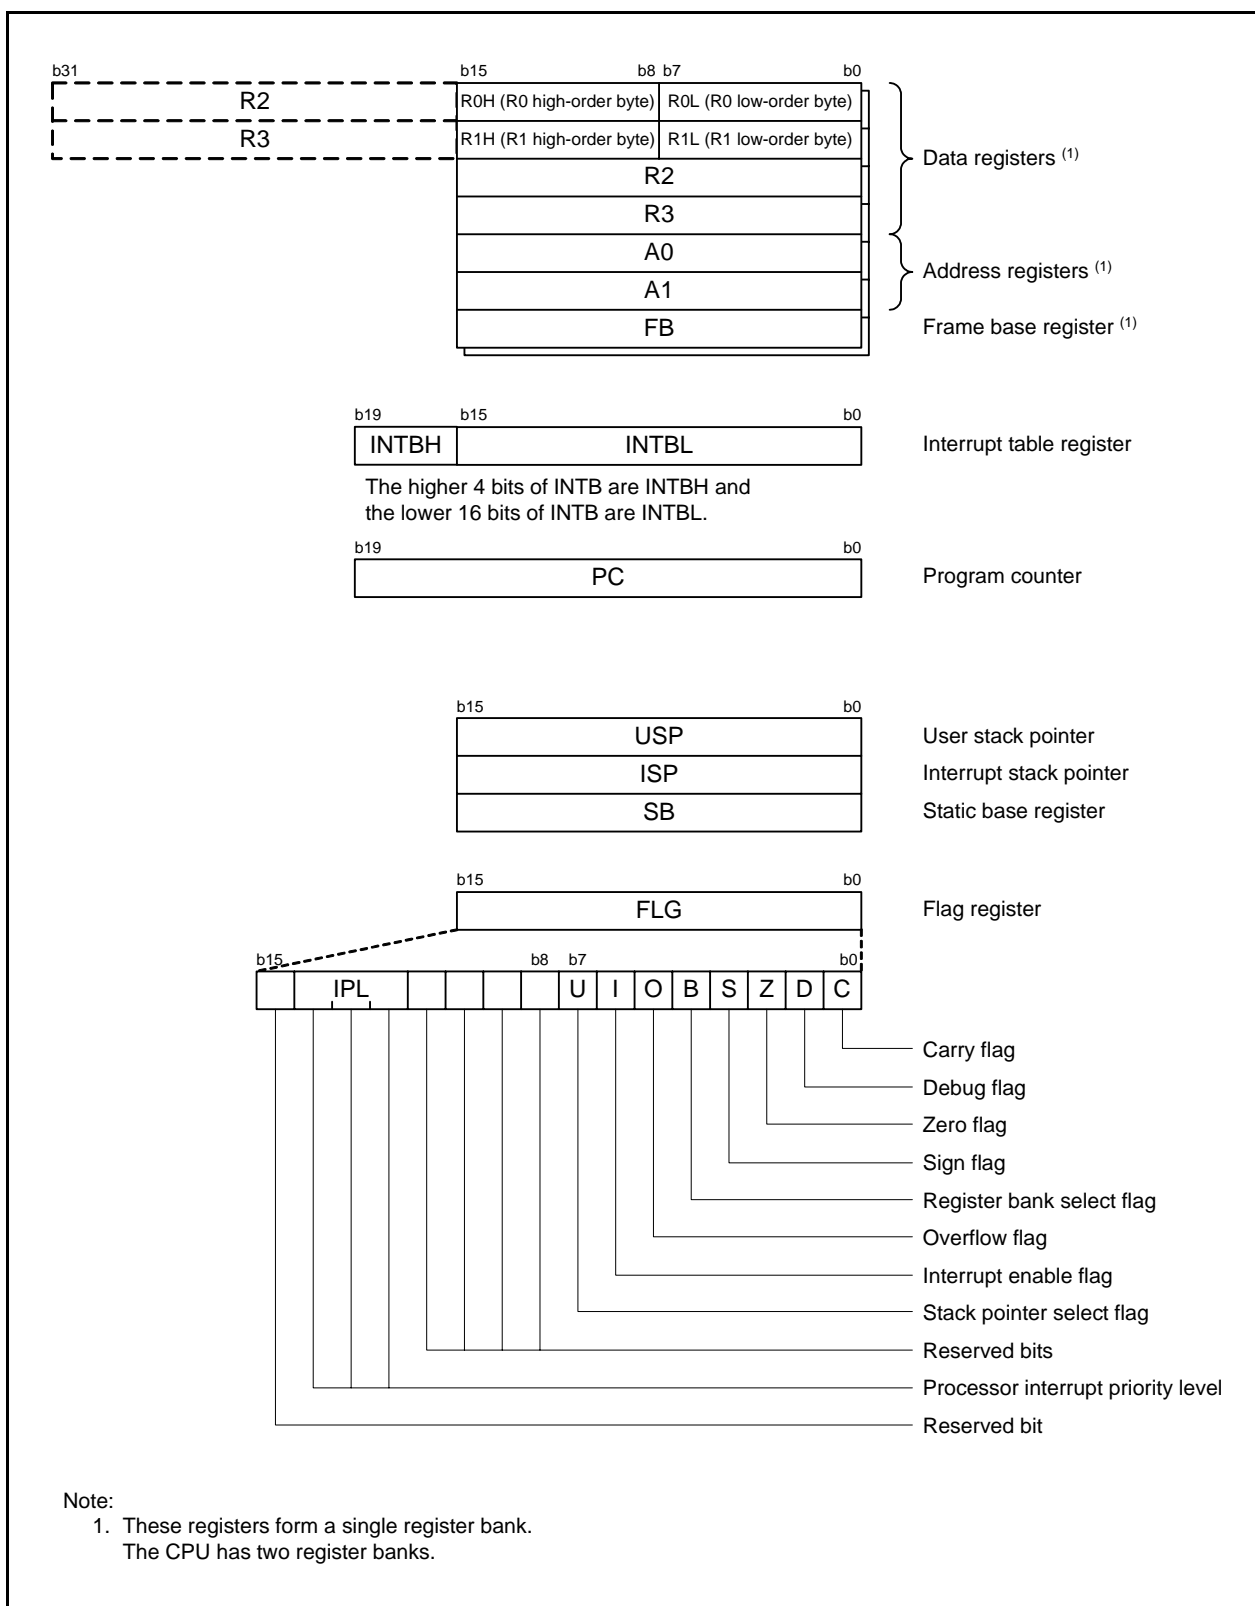 b31 b15 b8 b7 b0
R2 R0H (R0 high-order byte) R0L (R0 low-order byte)
R3 R1H (R1 high-order byte) R1L (R1 low-order byte)
Data registers (1)
R2
R3
A0
Address registers (1)
A1
FB Frame base register (1)
b19 b15 b0
INTBH INTBL Interrupt table register
The higher 4 bits of INTB are INTBH and
the lower 16 bits of INTB are INTBL.
b19 b0
PC Program counter
b15 b0
USP User stack pointer
ISP Interrupt stack pointer
SB Static base register
b15 b0
FLG Flag register
b15 b8 b7 b0
IPL U I O B S Z D C
Carry flag
Debug flag
Zero flag
Sign flag
Register bank select flag
Overflow flag
Interrupt enable flag
Stack pointer select flag
Reserved bits
Processor interrupt priority level
Reserved bit
Note:
1. These registers form a single register bank.
The CPU has two register banks.